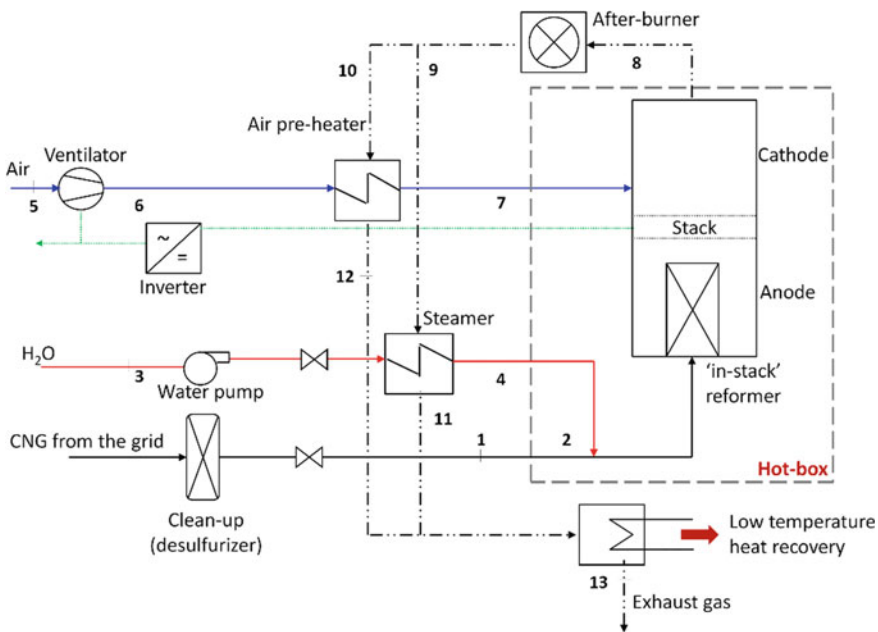 After-burner
10
9
8
Air pre-heater
Ventilator
Cathode
Air
5
6
7
Stack
~
=
Inverter
12
Anode
Steamer
H2O
3
Water pump
4
'in-stack'
reformer
11
CNG from the grid
1
2
Hot-box
Clean-up
(desulfurizer)
Low temperature
heat recovery
13
Exhaust gas